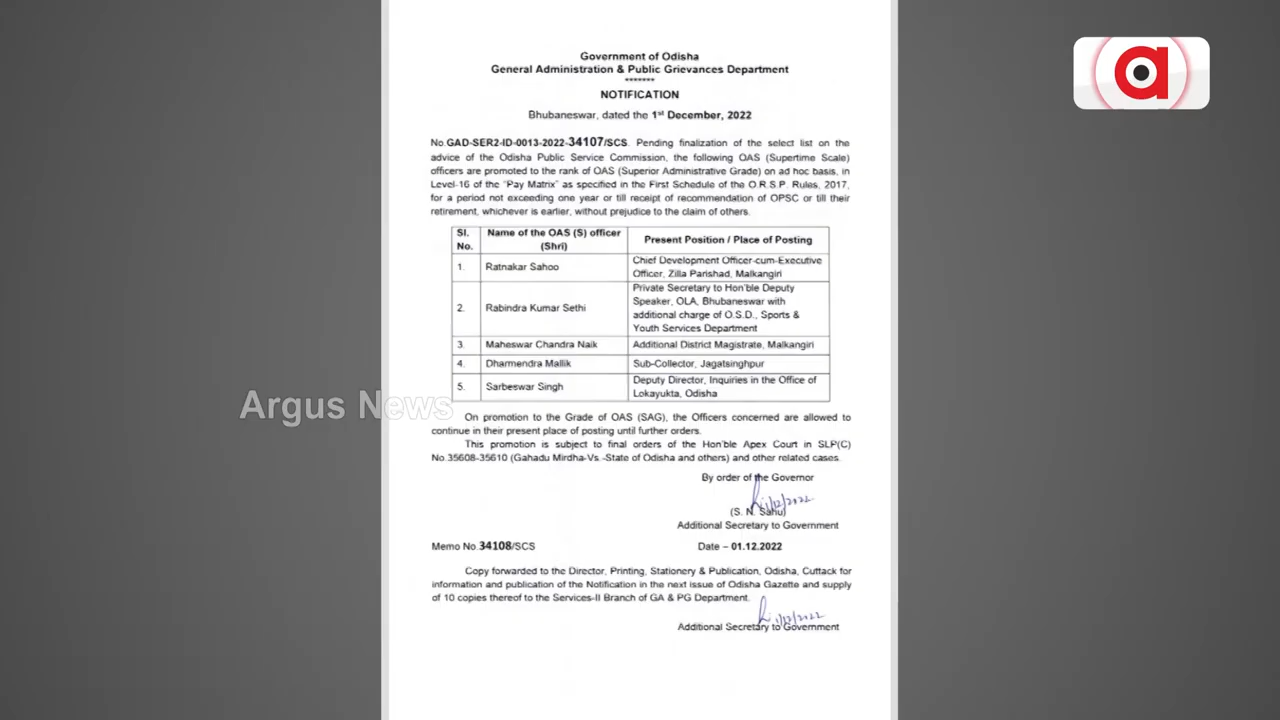 a
Government of Odisha
General Administration & Public Grievances Department
*******
NOTIFICATION
Bhubaneswar, dated the 1st December, 2022
No.GAD-SER2-ID-0013-2022-34107/SCS. Pending finalization of the select list on the
advice of the Odisha Public Service Commission, the following OAS (Supertime Scale)
officers are promoted to the rank of OAS (Superior Administrative Grade) on ad hoc basis, in
Level-16 of the "Pay Matrix" as specified in the First Schedule of the O.R.S.P. Rules, 2017,
for a period not exceeding one year or till receipt of recommendation of OPSC or till their
retirement, whichever is earlier, without prejudice to the claim of others.
Sl. No. Name of the OAS (S) officer (Shri) Present Position / Place of Posting
1. Ratnakar Sahoo Chief Development Officer-cum-Executive
Officer, Zilla Parishad, Malkangiri
2. Rabindra Kumar Sethi Private Secretary to Hon'ble Deputy
Speaker, OLA, Bhubaneswar with
additional charge of O.S.D., Sports &
Youth Services Department
3. Maheswar Chandra Naik Additional District Magistrate, Malkangiri
4. Dharmendra Mallik Sub-Collector, Jagatsinghpur
5. Sarbeswar Singh Deputy Director, Inquiries in the Office of
Lokayukta, Odisha
Argus News
On promotion to the Grade of OAS (SAG), the Officers concerned are allowed to
continue in their present place of posting until further orders.
This promotion is subject to final orders of the Hon'ble Apex Court in SLP(C)
No.35608-35610 (Gahadu Mirdha-Vs.-State of Odisha and others) and other related cases.
By order of the Governor
1/12/2022
(S. N. Sahu)
Additional Secretary to Government
Memo No.34108/SCS Date – 01.12.2022
Copy forwarded to the Director, Printing, Stationery & Publication, Odisha, Cuttack for
information and publication of the Notification in the next issue of Odisha Gazette and supply
of 10 copies thereof to the Services-II Branch of GA & PG Department.
1/12/2022
Additional Secretary to Government